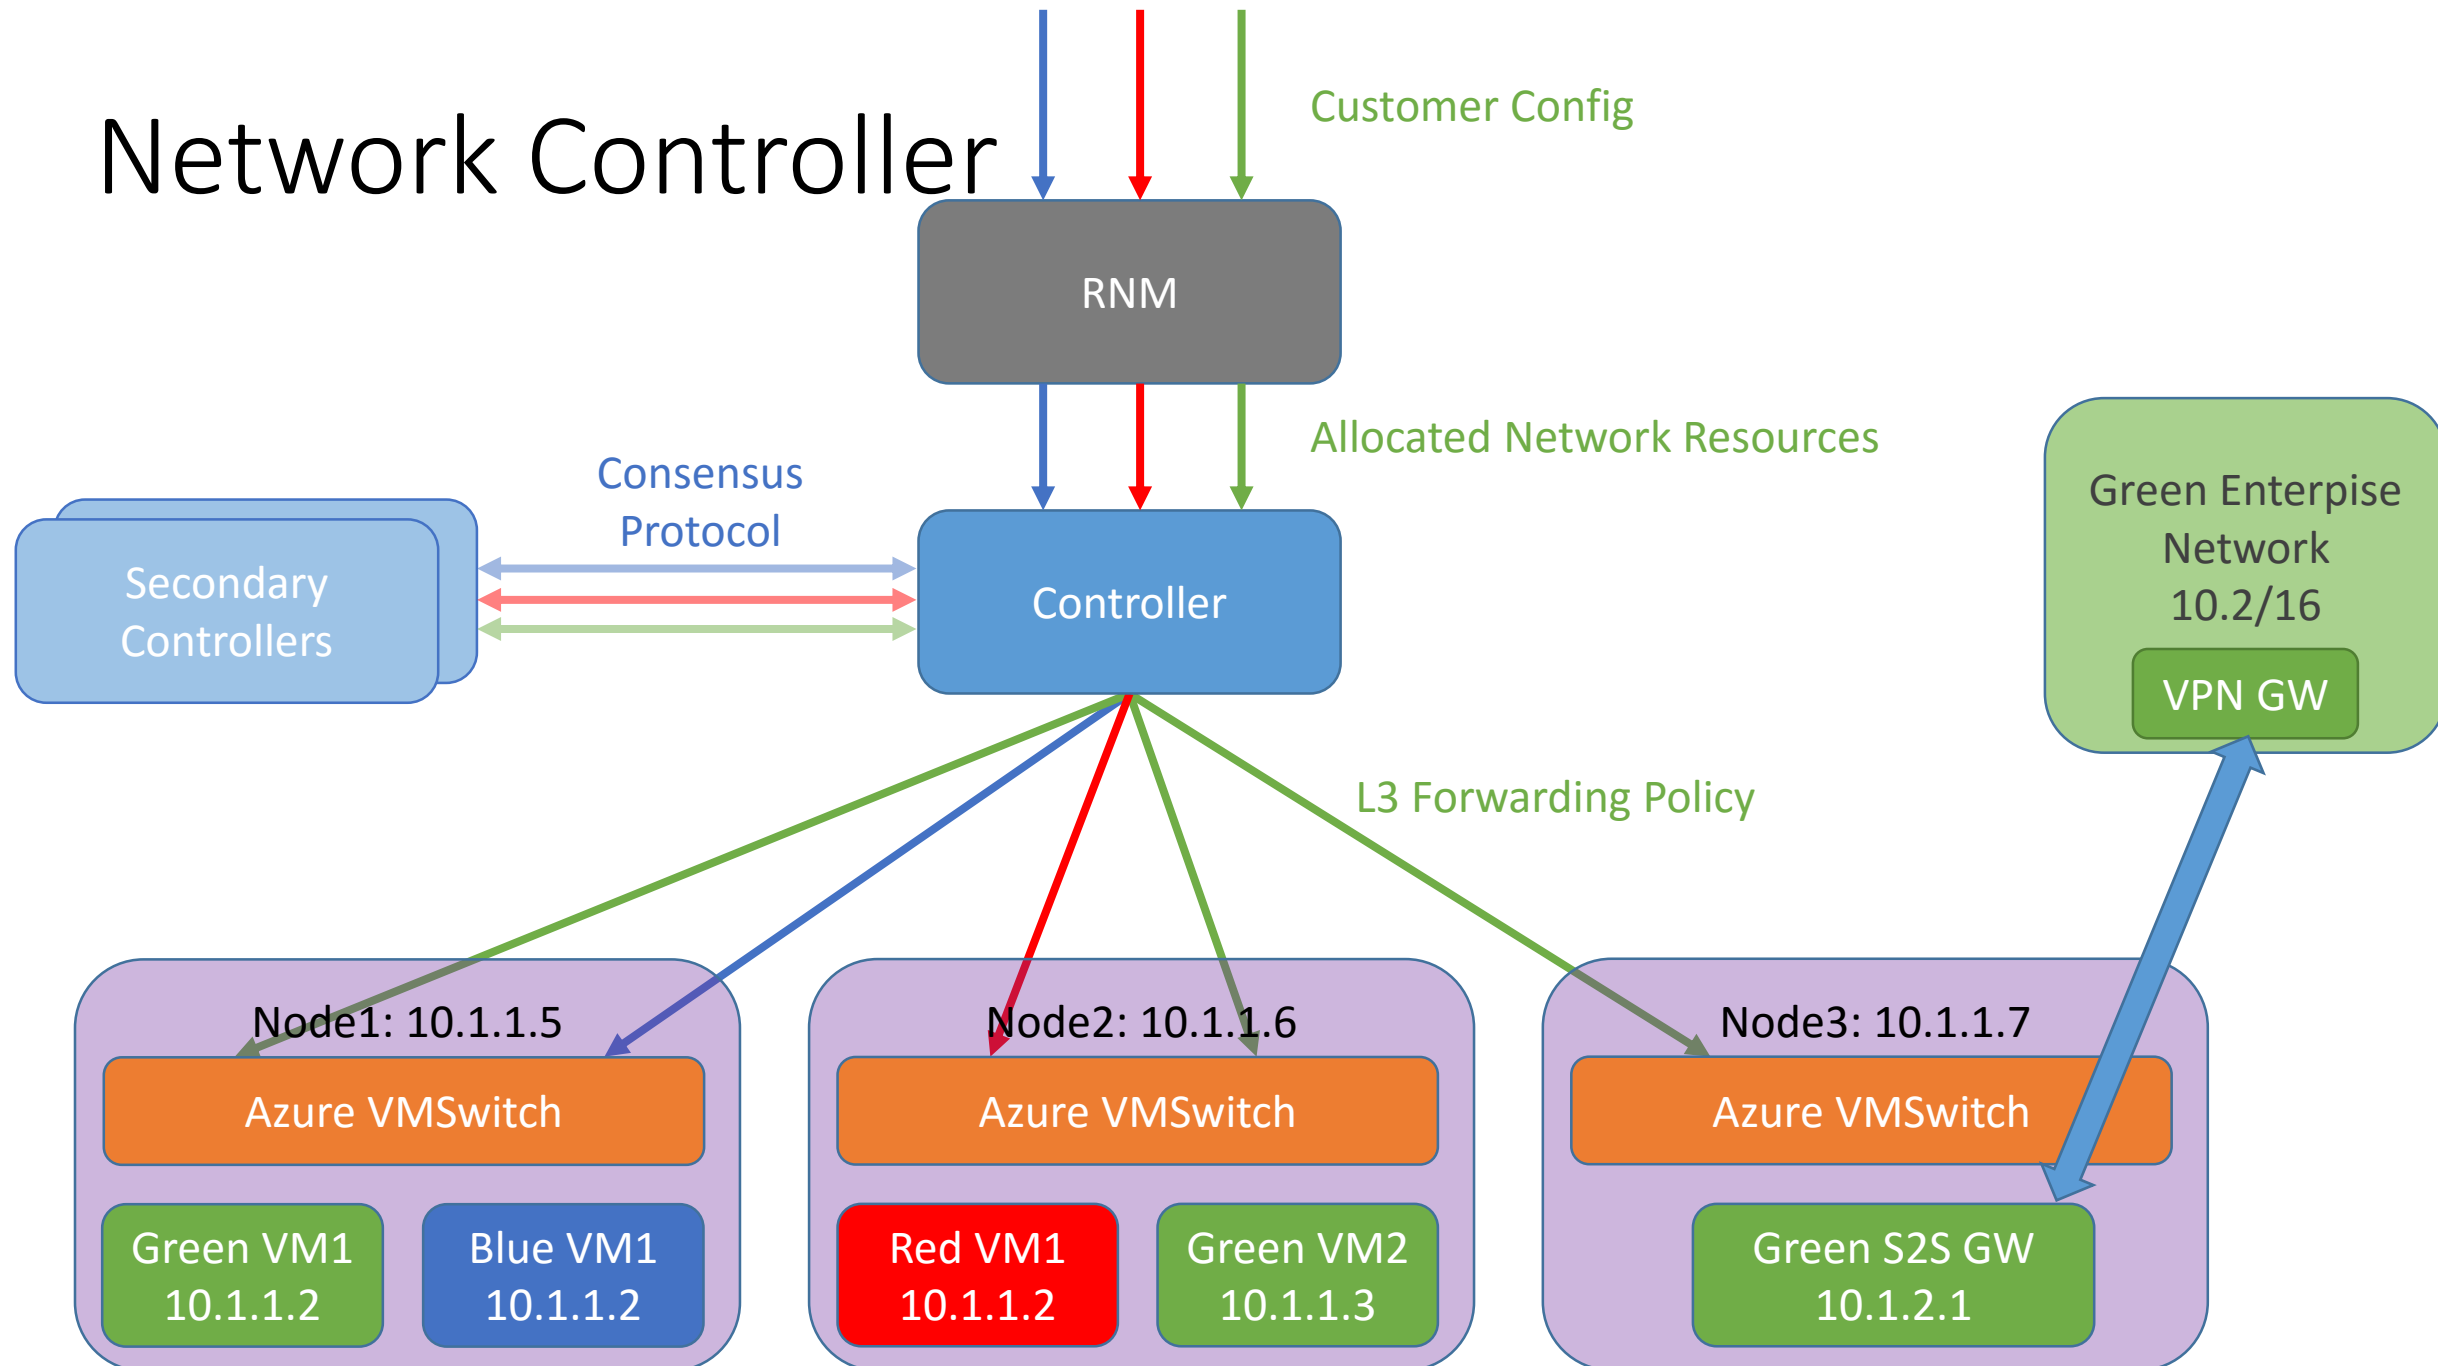 Customer Config
Network Controller
RNM
Allocated Network Resources
Consensus
Protocol
Secondary
Controllers
Controller
Green Enterpise
Network
10.2/16
VPN GW
L3 Forwarding Policy
Node1: 10.1.1.5
Azure VMSwitch
Green VM1
10.1.1.2
Blue VM1
10.1.1.2
Node2: 10.1.1.6
Azure VMSwitch
Red VM1
10.1.1.2
Green VM2
10.1.1.3
Node3: 10.1.1.7
Azure VMSwitch
Green S2S GW
10.1.2.1